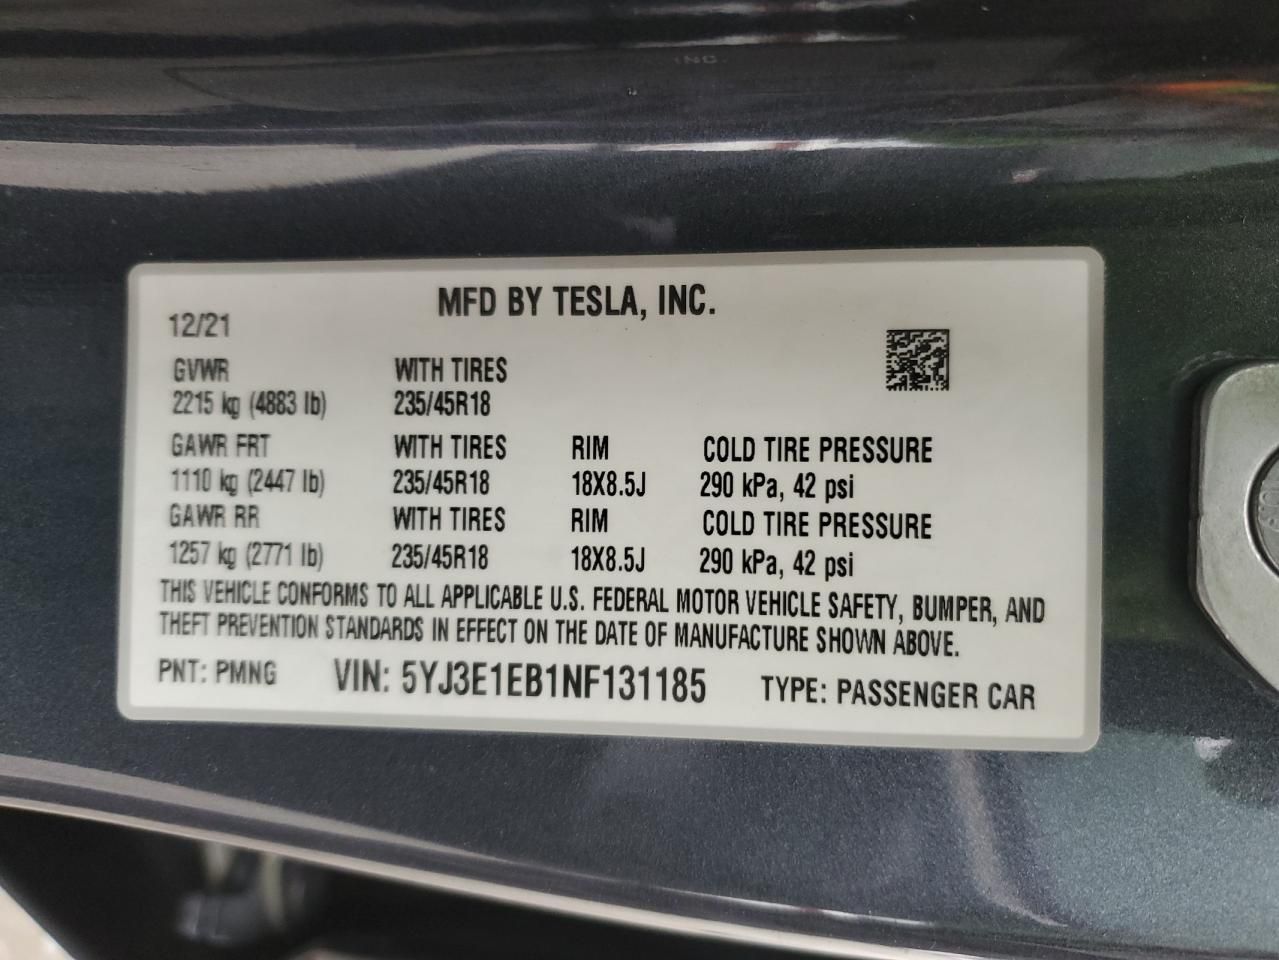 MFD BY TESLA, INC.
12/21
GVWR WITH TIRES
2215 kg (4883 lb) 235/45R18
GAWR FRT WITH TIRES RIM COLD TIRE PRESSURE
1110 kg (2447 lb) 235/45R18 18X8.5J 290 kPa, 42 psi
GAWR RR WITH TIRES RIM COLD TIRE PRESSURE
1257 kg (2771 lb) 235/45R18 18X8.5J 290 kPa, 42 psi
THIS VEHICLE CONFORMS TO ALL APPLICABLE U.S. FEDERAL MOTOR VEHICLE SAFETY, BUMPER, AND
THEFT PREVENTION STANDARDS IN EFFECT ON THE DATE OF MANUFACTURE SHOWN ABOVE.
PNT: PMNG VIN: 5YJ3E1EB1NF131185 TYPE: PASSENGER CAR